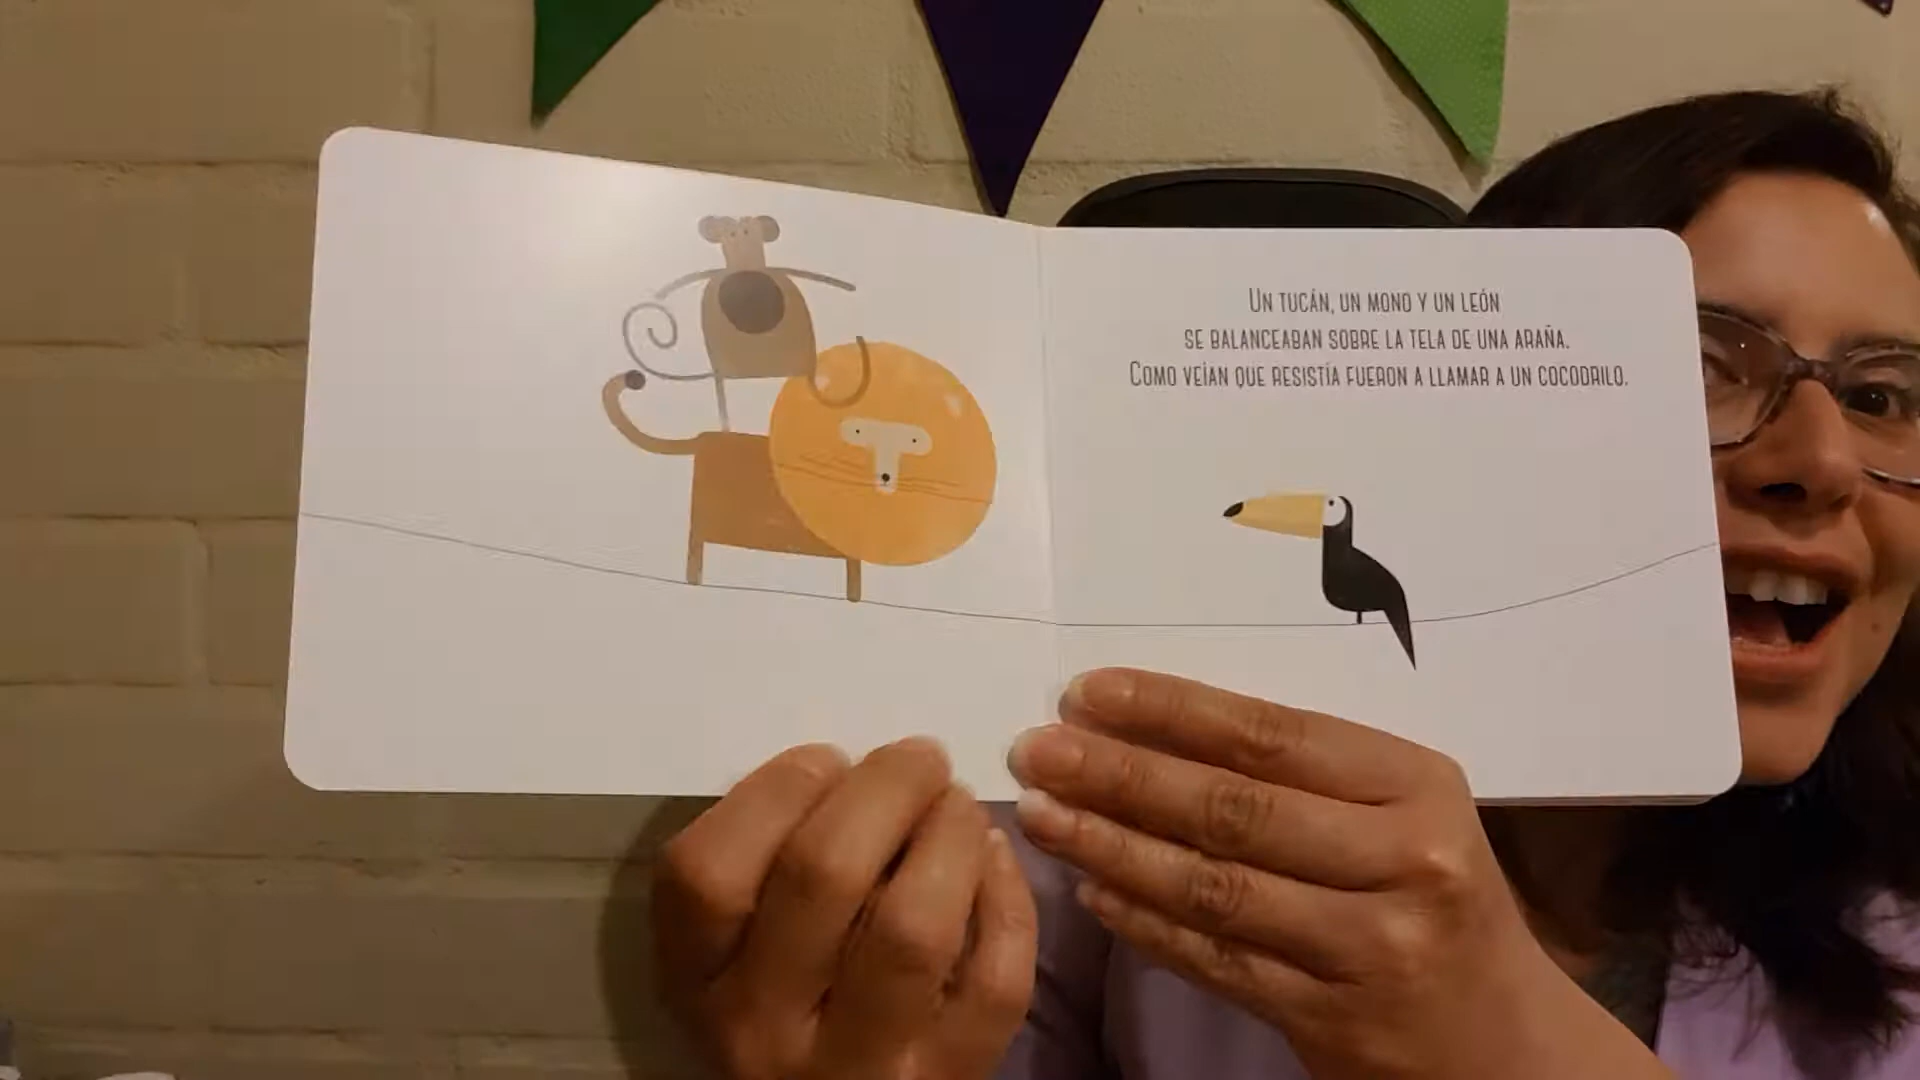 UN TUCÁN, UN MONO Y UN LEÓN
SE BALANCEABAN SOBRE LA TELA DE UNA ARAÑA.
COMO VEÍAN QUE RESISTÍA FUERON A LLAMAR A UN COCODRILO.